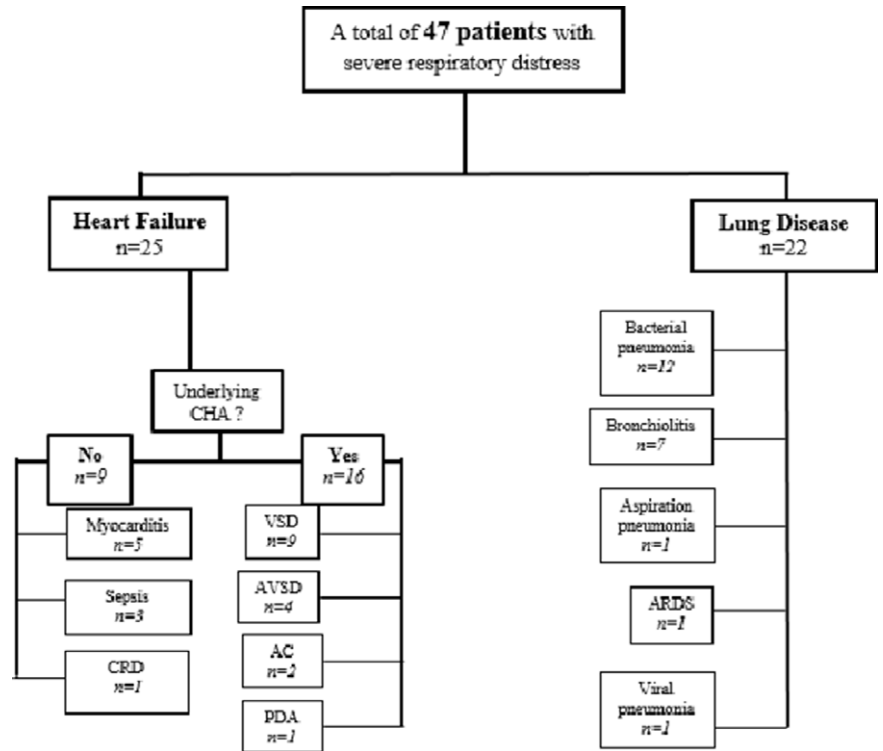 A total of 47 patients with
severe respiratory distress
Heart Failure
n=25
Lung Disease
n=22
Underlying
CHA ?
No
n=9
Yes
n=16
Myocarditis
n=5
Sepsis
n=3
CRD
n=1
VSD
n=9
AVSD
n=4
AC
n=2
PDA
n=1
Bacterial
pneumonia
n=12
Bronchiolitis
n=7
Aspiration
pneumonia
n=1
ARDS
n=1
Viral
pneumonia
n=1